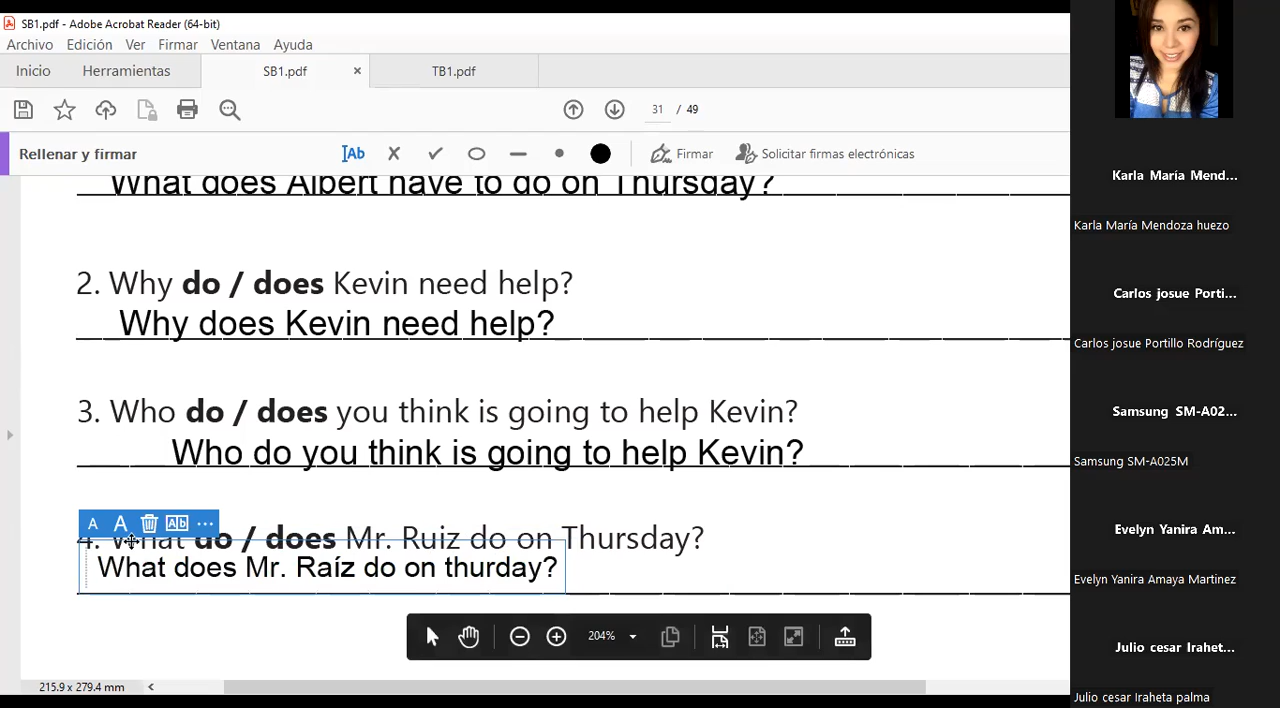 SB1.pdf - Adobe Acrobat Reader (64-bit)
Archivo Edición Ver Firmar Ventana Ayuda
Inicio Herramientas SB1.pdf × TB1.pdf
31 / 49
Rellenar y firmar Ab Firmar Solicitar firmas electrónicas
What does Albert have to do on Thursday?
2. Why do / does Kevin need help?
Why does Kevin need help?
3. Who do / does you think is going to help Kevin?
Who do you think is going to help Kevin?
A A Ab ...
4. What do / does Mr. Ruiz do on Thursday?
What does Mr. Raíz do on thurday?
204%
215.9 x 279.4 mm
Karla María Mend...
Karla María Mendoza huezo
Carlos josue Porti...
Carlos josue Portillo Rodríguez
Samsung SM-A02...
Samsung SM-A025M
Evelyn Yanira Am...
Evelyn Yanira Amaya Martinez
Julio cesar Irahet...
Julio cesar Iraheta palma